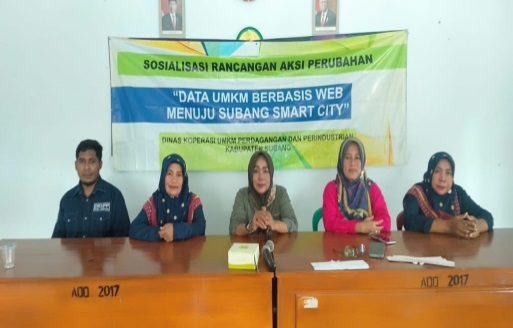 SOSIALISASI RANCANGAN AKSI PERUBAHAN
“DATA UMKM BERBASIS WEB
MENUJU SUBANG SMART CITY”
DINAS KOPERASI UMKM PERDAGANGAN DAN PERINDUSTRIAN
KABUPATEN SUBANG
ADD 2017
ADD 2017